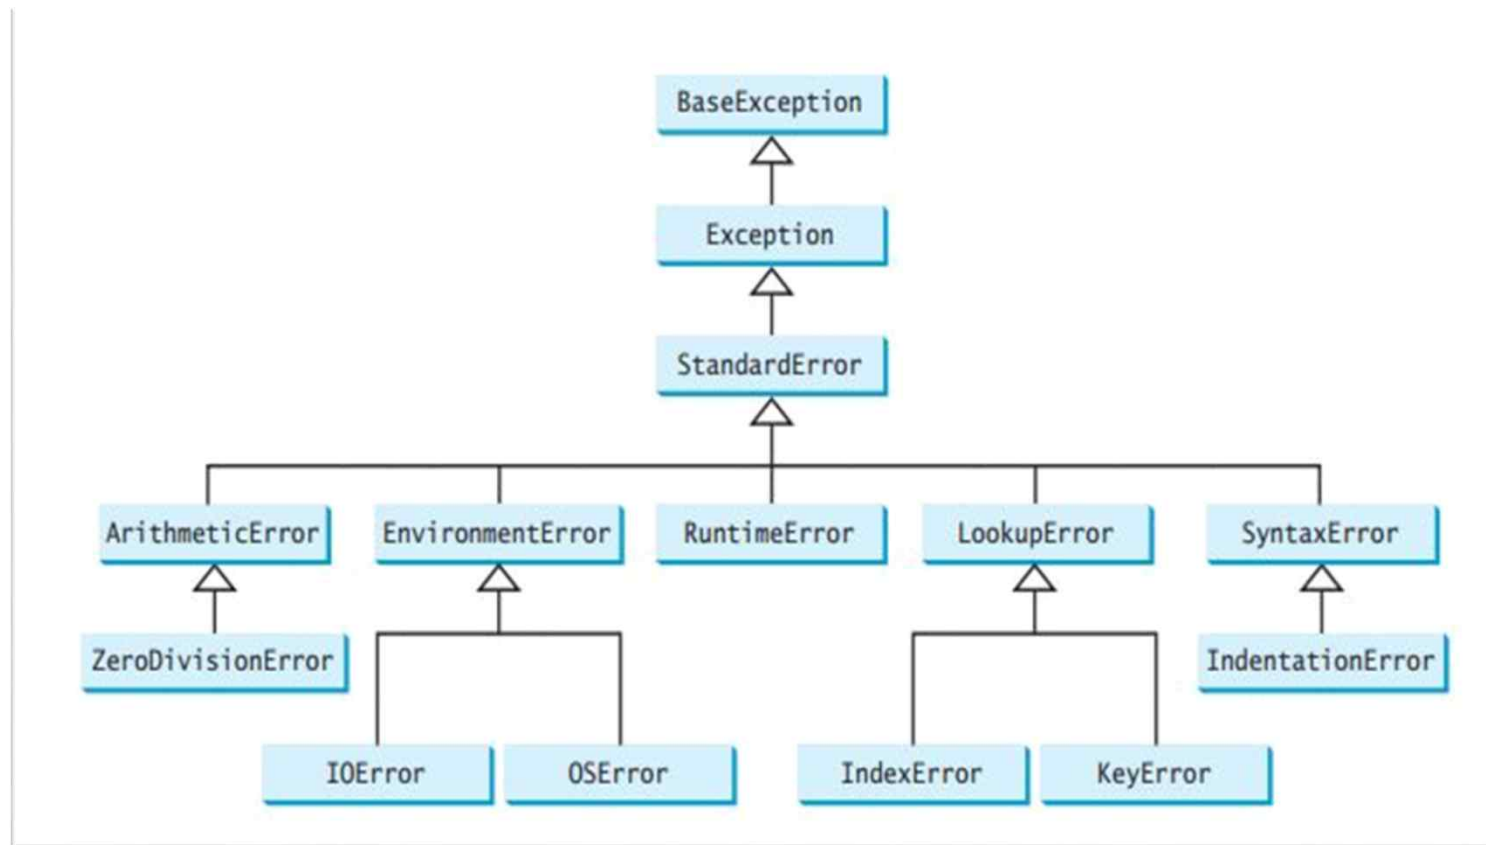 BaseException
Exception
StandardError
ArithmeticError
EnvironmentError
RuntimeError
LookupError
SyntaxError
ZeroDivisionError
IndentationError
IOError
OSError
IndexError
KeyError